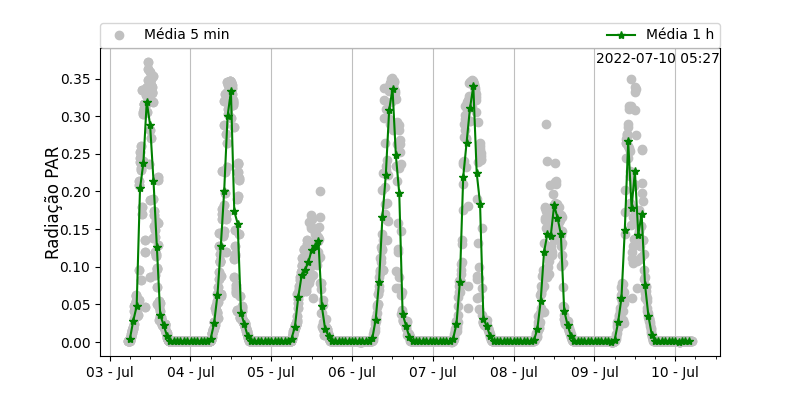 Média 5 min
Média 1 h
2022-07-10 05:27
Radiação PAR
0.35
0.30
0.25
0.20
0.15
0.10
0.05
0.00
03 - Jul
04 - Jul
05 - Jul
06 - Jul
07 - Jul
08 - Jul
09 - Jul
10 - Jul